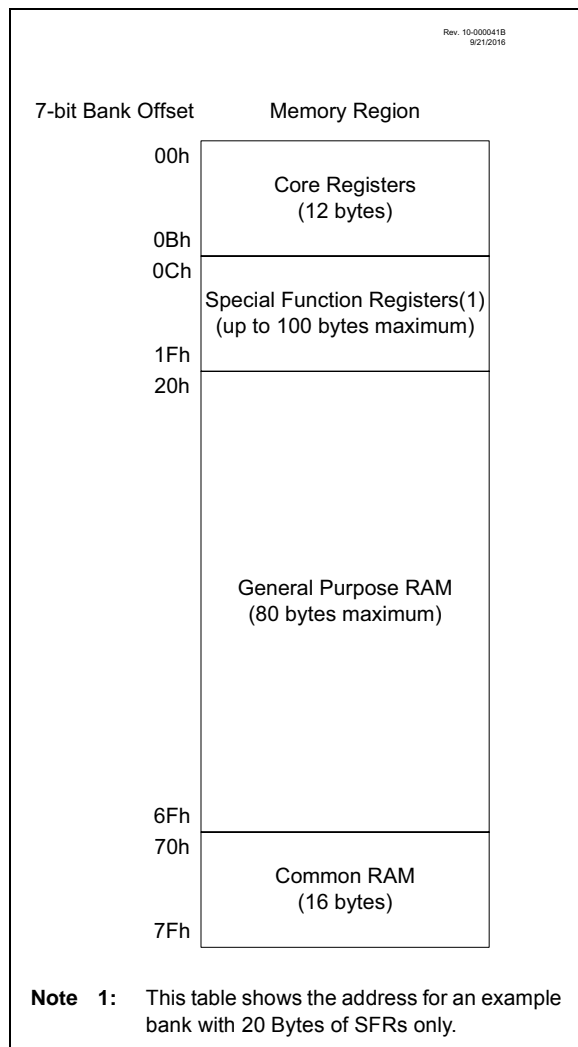 Rev. 10-000041B
9/21/2016
7-bit Bank Offset Memory Region
00h
Core Registers
(12 bytes)
0Bh
0Ch
Special Function Registers(1)
(up to 100 bytes maximum)
1Fh
20h
General Purpose RAM
(80 bytes maximum)
6Fh
70h
Common RAM
(16 bytes)
7Fh
Note 1: This table shows the address for an example
bank with 20 Bytes of SFRs only.